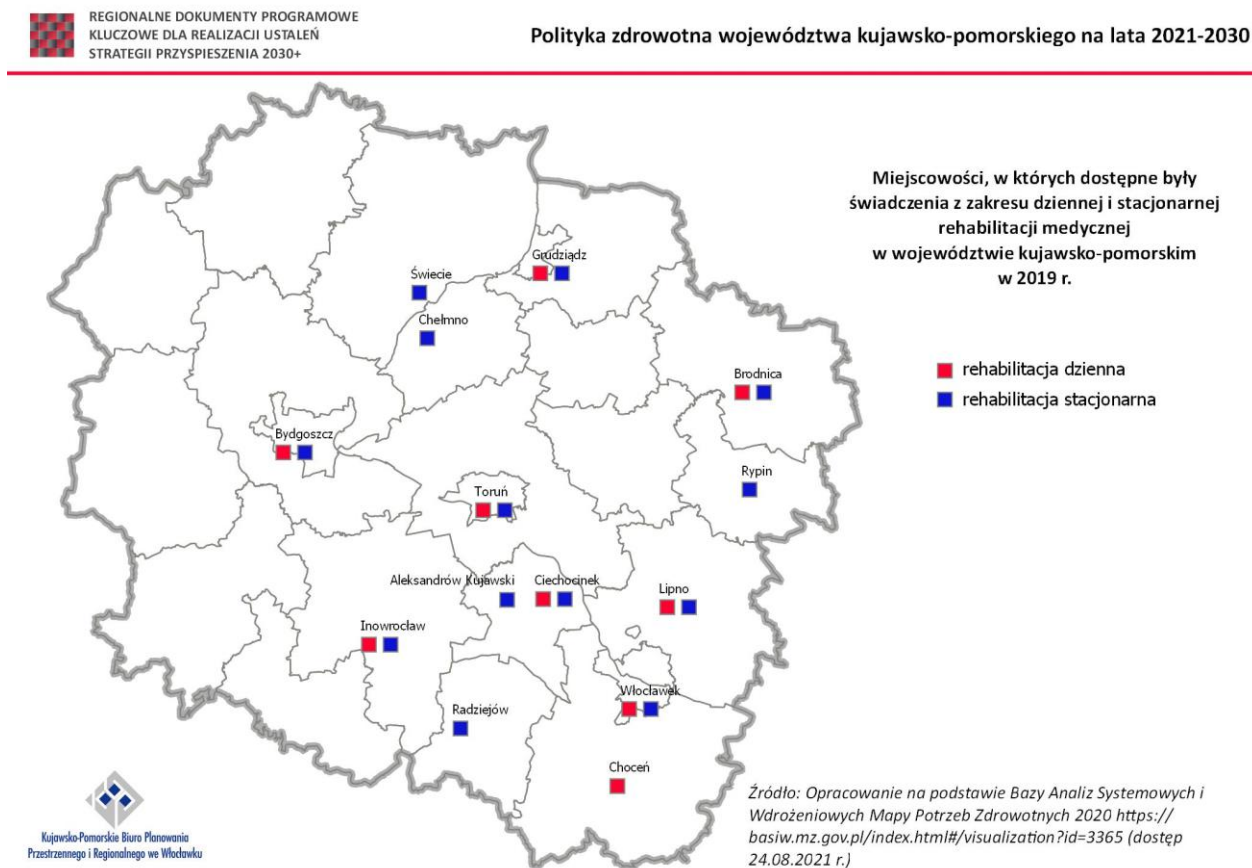 REGIONALNE DOKUMENTY PROGRAMOWE
KLUCZOWE DLA REALIZACJI USTALEŃ
STRATEGII PRZYSPIESZENIA 2030+
Polityka zdrowotna województwa kujawsko-pomorskiego na lata 2021-2030
Miejscowości, w których dostępne były
świadczenia z zakresu dziennej i stacjonarnej
rehabilitacji medycznej
w województwie kujawsko-pomorskim
w 2019 r.
rehabilitacja dzienna
rehabilitacja stacjonarna
Grudziądz
Świecie
Chełmno
Brodnica
Bydgoszcz
Rypin
Toruń
Aleksandrów Kujawski
Ciechocinek
Lipno
Inowrocław
Włocławek
Radziejów
Choceń
Źródło: Opracowanie na podstawie Bazy Analiz Systemowych i
Wdrożeniowych Mapy Potrzeb Zdrowotnych 2020 https://
basiw.mz.gov.pl/index.html#/visualization?id=3365 (dostęp
24.08.2021 r.)
Kujawsko-Pomorskie Biuro Planowania
Przestrzennego i Regionalnego we Włocławku